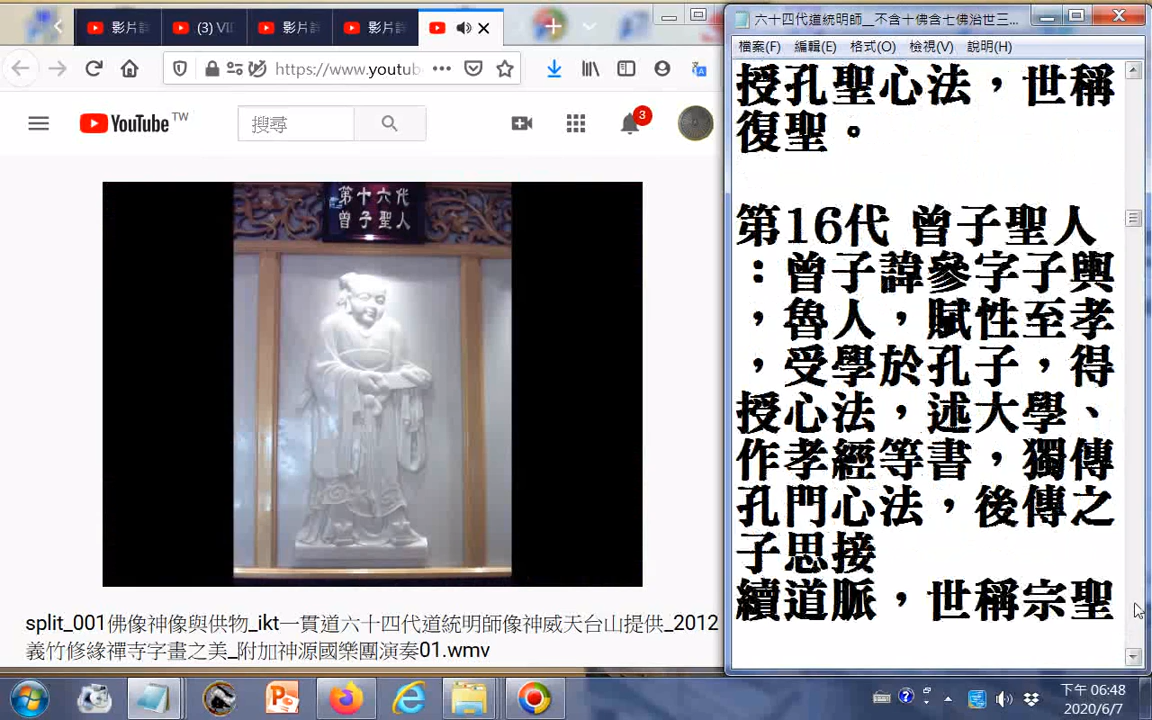 影片
(3) VI
影片
影片
https://www.youtub
YouTube TW
搜尋
3
第十六代
曾子聖人
split_001佛像神像與供物_ikt一貫道六十四代道統明師像神威天台山提供_2012
義竹修緣禪寺字畫之美_附加神源國樂團演奏01.wmv
六十四代道統明師__不含十佛含七佛治世三...
檔案(F) 編輯(E) 格式(O) 檢視(V) 說明(H)
授孔聖心法，世稱
復聖。
第16代 曾子聖人
：曾子諱參字子輿
，魯人，賦性至孝
，受學於孔子，得
授心法，述大學、
作孝經等書，獨傳
孔門心法，後傳之
子思接
續道脈，世稱宗聖
下午 06:48
2020/6/7